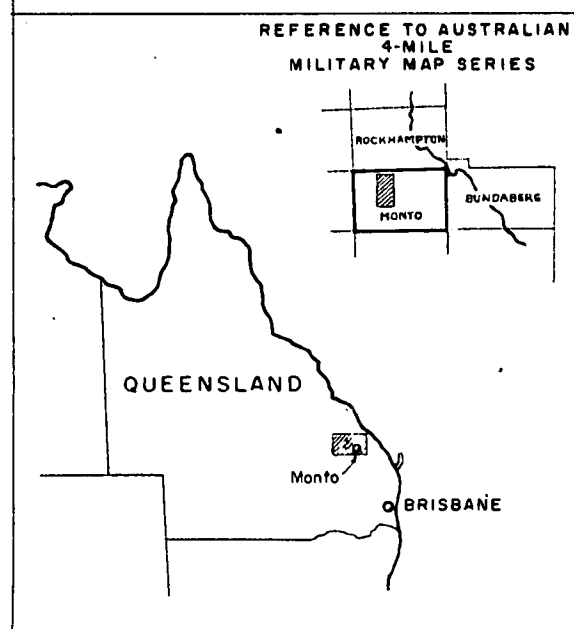 REFERENCE TO AUSTRALIAN
4-MILE
MILITARY MAP SERIES
ROCKHAMPTON
MONTO
BUNDABERG
QUEENSLAND
Monto
BRISBANE